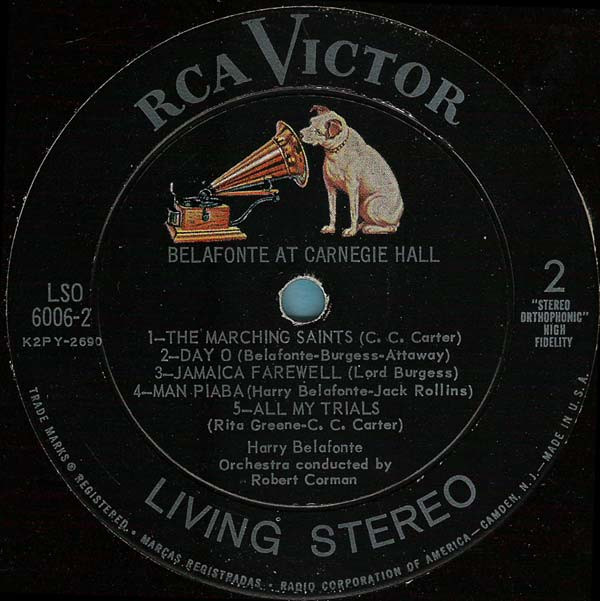 RCA VICTOR
BELAFONTE AT CARNEGIE HALL
LSO
6006-2
K2PY-2690
2
"STEREO
ORTHOPHONIC"
HIGH
FIDELITY
1—THE MARCHING SAINTS (C. C. Carter)
2—DAY O (Belafonte-Burgess-Attaway)
3—JAMAICA FAREWELL (Lord Burgess)
4—MAN PIABA (Harry Belafonte-Jack Rollins)
5—ALL MY TRIALS
(Rita Greene-C. C. Carter)
Harry Belafonte
Orchestra conducted by
Robert Corman
LIVING STEREO
TRADE MARKS ® REGISTERED. • MARCAS REGISTRADAS • RADIO CORPORATION OF AMERICA—CAMDEN, N. J.—MADE IN U. S. A.